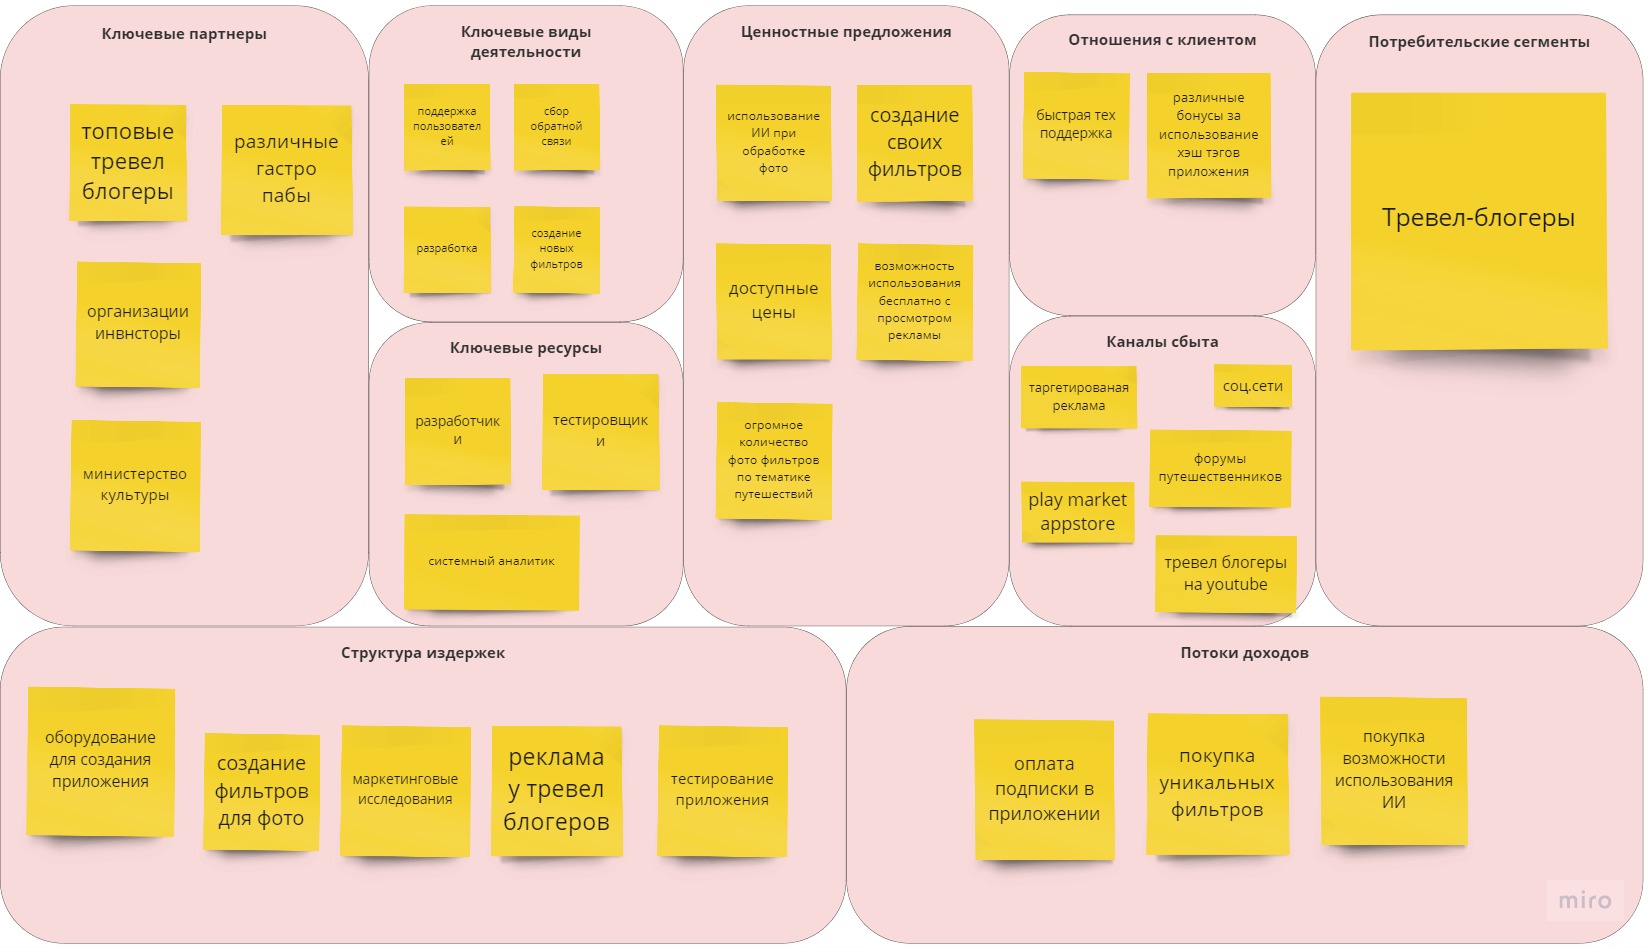 Ключевые партнеры
топовые
тревел
блогеры
различные
гастро
пабы
организации
инвнсторы
министерство
культуры
Ключевые виды
деятельности
поддержка
пользовател
ей
сбор
обратной
связи
разработка
создание
новых
фильтров
Ключевые ресурсы
разработчик
и
тестировщик
и
системный аналитик
Ценностные предложения
использование
ИИ при
обработке
фото
создание
своих
фильтров
доступные
цены
возможность
использования
бесплатно с
просмотром
рекламы
огромное
количество
фото фильтров
по тематике
путешествий
Отношения с клиентом
быстрая тех
поддержка
различные
бонусы за
использование
хэш тэгов
приложения
Каналы сбыта
таргетированая
реклама
соц.сети
форумы
путешественников
play market
appstore
тревел блогеры
на youtube
Потребительские сегменты
Тревел-блогеры
Структура издержек
оборудование
для создания
приложения
создание
фильтров
для фото
маркетинговые
исследования
реклама
у тревел
блогеров
тестирование
приложения
Потоки доходов
оплата
подписки в
приложении
покупка
уникальных
фильтров
покупка
возможности
использования
ИИ
miro